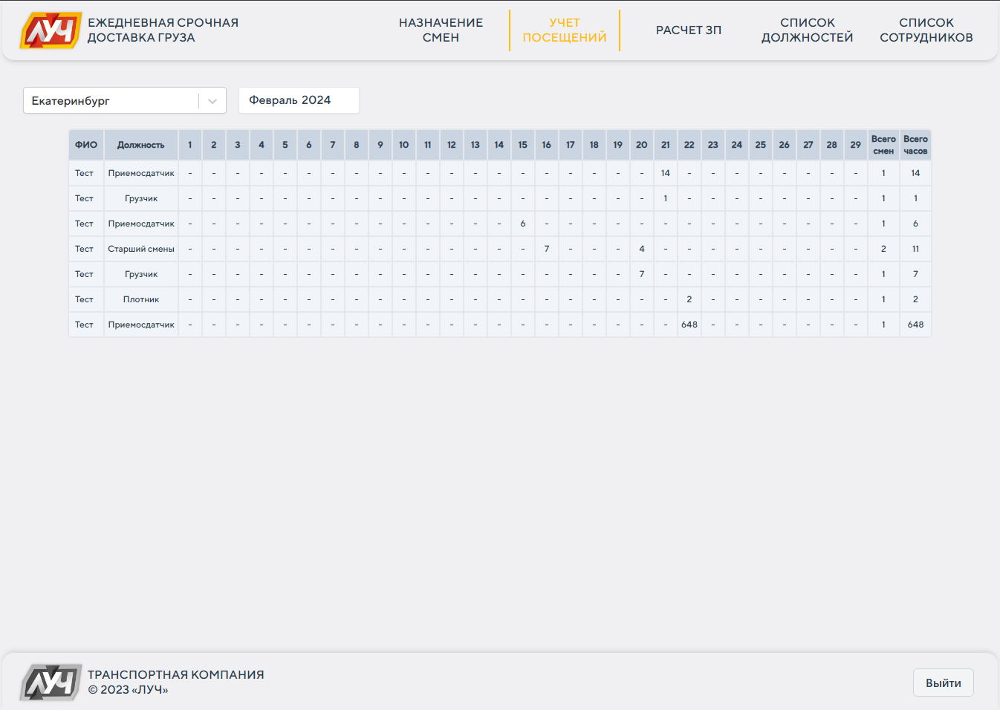 ЛУЧ
ЕЖЕДНЕВНАЯ СРОЧНАЯ
ДОСТАВКА ГРУЗА
НАЗНАЧЕНИЕ
СМЕН
УЧЕТ
ПОСЕЩЕНИЙ
РАСЧЕТ ЗП
СПИСОК
ДОЛЖНОСТЕЙ
СПИСОК
СОТРУДНИКОВ
Екатеринбург
Февраль 2024
ФИО Должность 1 2 3 4 5 6 7 8 9 10 11 12 13 14 15 16 17 18 19 20 21 22 23 24 25 26 27 28 29 Всего смен Всего часов
Тест Приемосдатчик - - - - - - - - - - - - - - - - - - - - 14 - - - - - - - - 1 14
Тест Грузчик - - - - - - - - - - - - - - - - - - - - 1 - - - - - - - - 1 1
Тест Приемосдатчик - - - - - - - - - - - - - - 6 - - - - - - - - - - - - - - 1 6
Тест Старший смены - - - - - - - - - - - - - - - 7 - - - 4 - - - - - - - - - 2 11
Тест Грузчик - - - - - - - - - - - - - - - - - - - 7 - - - - - - - - - 1 7
Тест Плотник - - - - - - - - - - - - - - - - - - - - - 2 - - - - - - - 1 2
Тест Приемосдатчик - - - - - - - - - - - - - - - - - - - - - 648 - - - - - - - 1 648
ЛУЧ
ТРАНСПОРТНАЯ КОМПАНИЯ
© 2023 «ЛУЧ»
Выйти